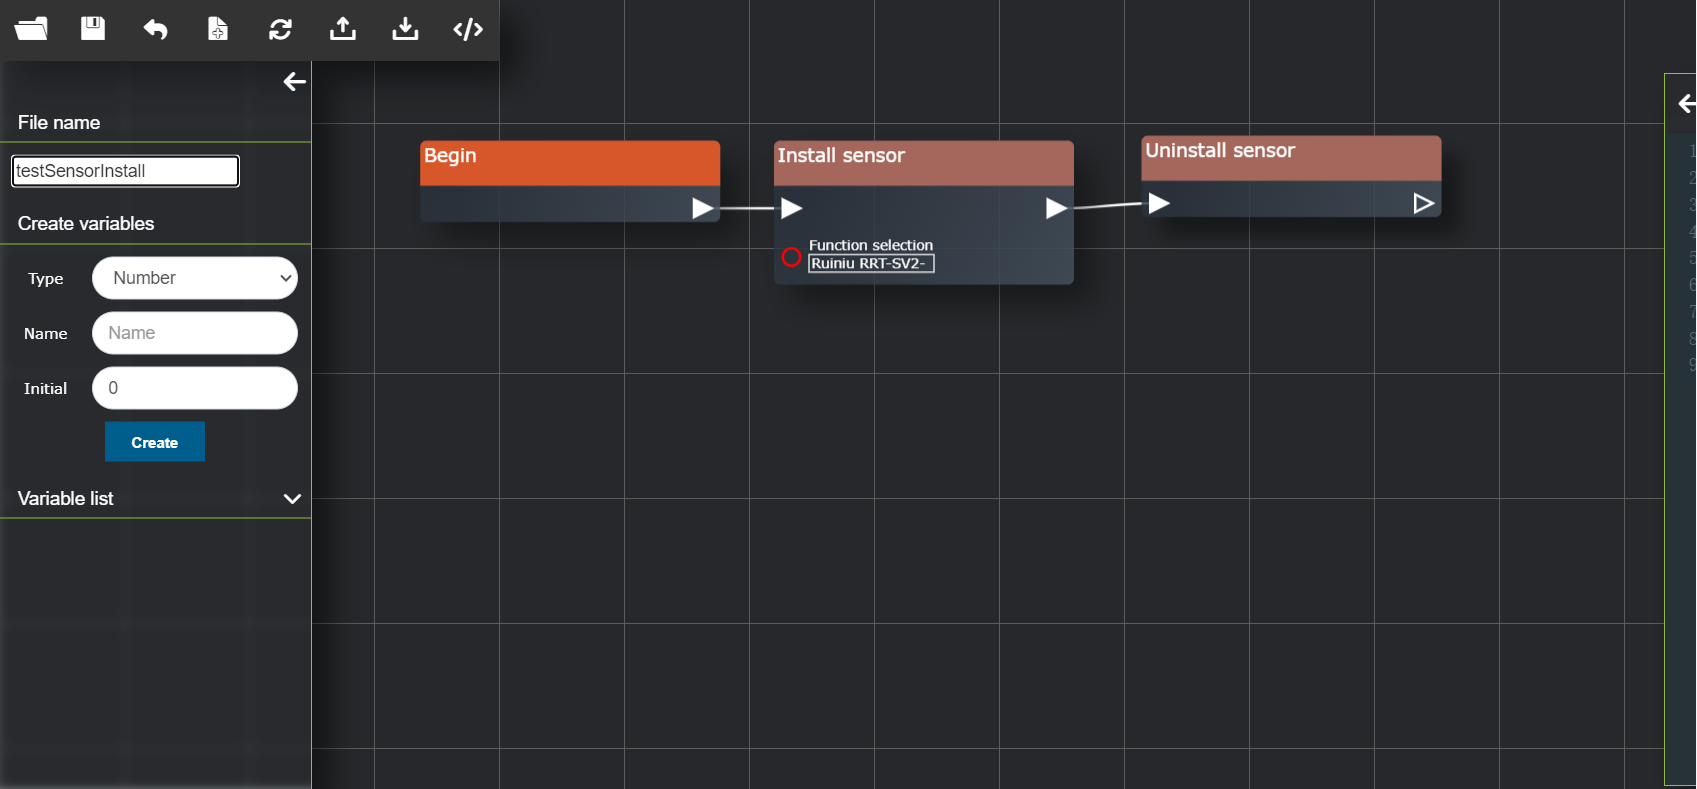 File name
testSensorInstall
Create variables
Type
Number
Name
Name
Initial
0
Create
Variable list
Begin
Install sensor
Function selection
Ruiniu RRT-SV2-
Uninstall sensor
1
2
3
4
5
6
7
8
9